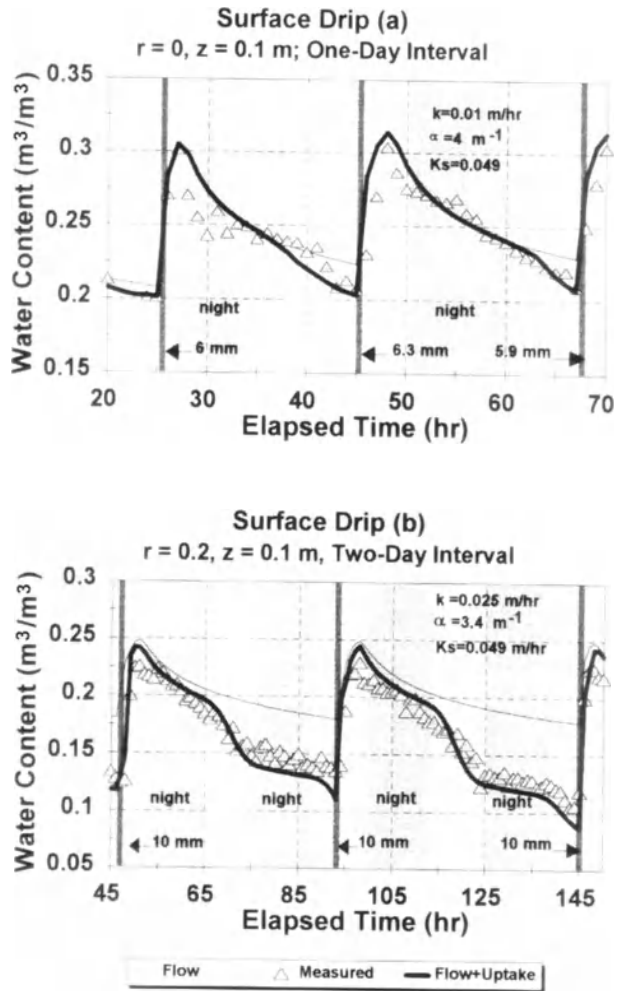 Surface Drip (a)
r = 0, z = 0.1 m; One-Day Interval
Water Content (m³/m³)
0.35
0.3
0.25
0.2
0.15
k=0.01 m/hr
α =4 m⁻¹
Ks=0.049
night
night
6 mm
6.3 mm
5.9 mm
20
30
40
50
60
70
Elapsed Time (hr)
Surface Drip (b)
r = 0.2, z = 0.1 m, Two-Day Interval
Water Content (m³/m³)
0.3
0.25
0.2
0.15
0.1
0.05
k =0.025 m/hr
α =3.4 m⁻¹
Ks=0.049 m/hr
night
night
night
night
10 mm
10 mm
10 mm
45
65
85
105
125
145
Elapsed Time (hr)
Flow
Measured
Flow+Uptake